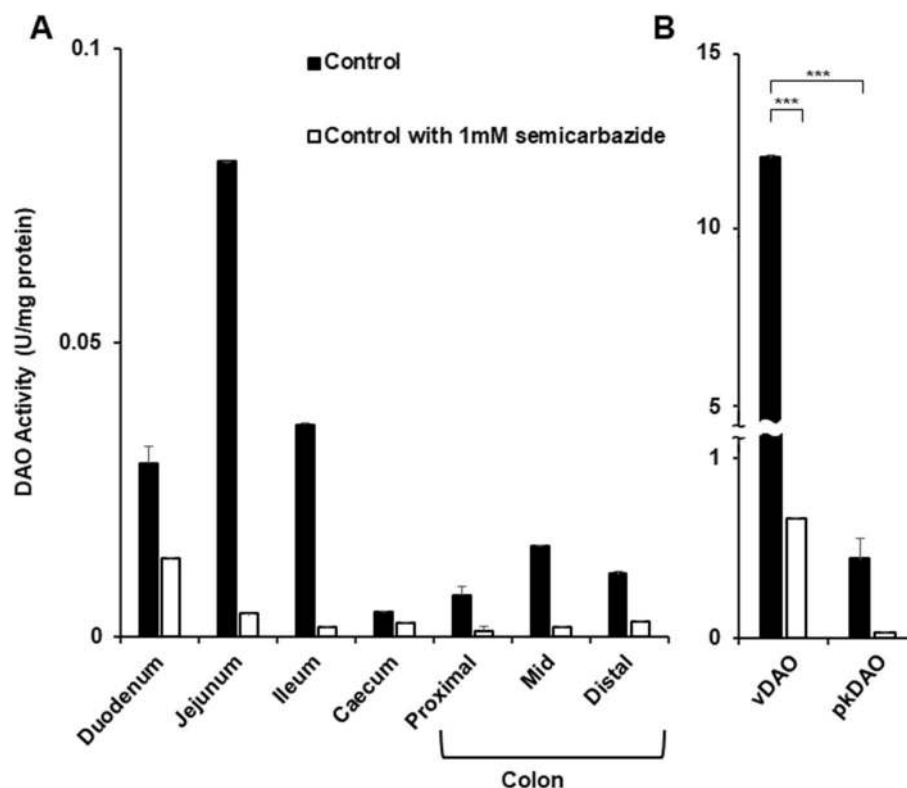 A
B
0.1
0.05
0
DAO Activity (U/mg protein)
Control
Control with 1mM semicarbazide
Duodenum
Jejunum
Ileum
Caecum
Proximal
Mid
Distal
Colon
15
10
5
1
0
***
***
vDAO
pkDAO